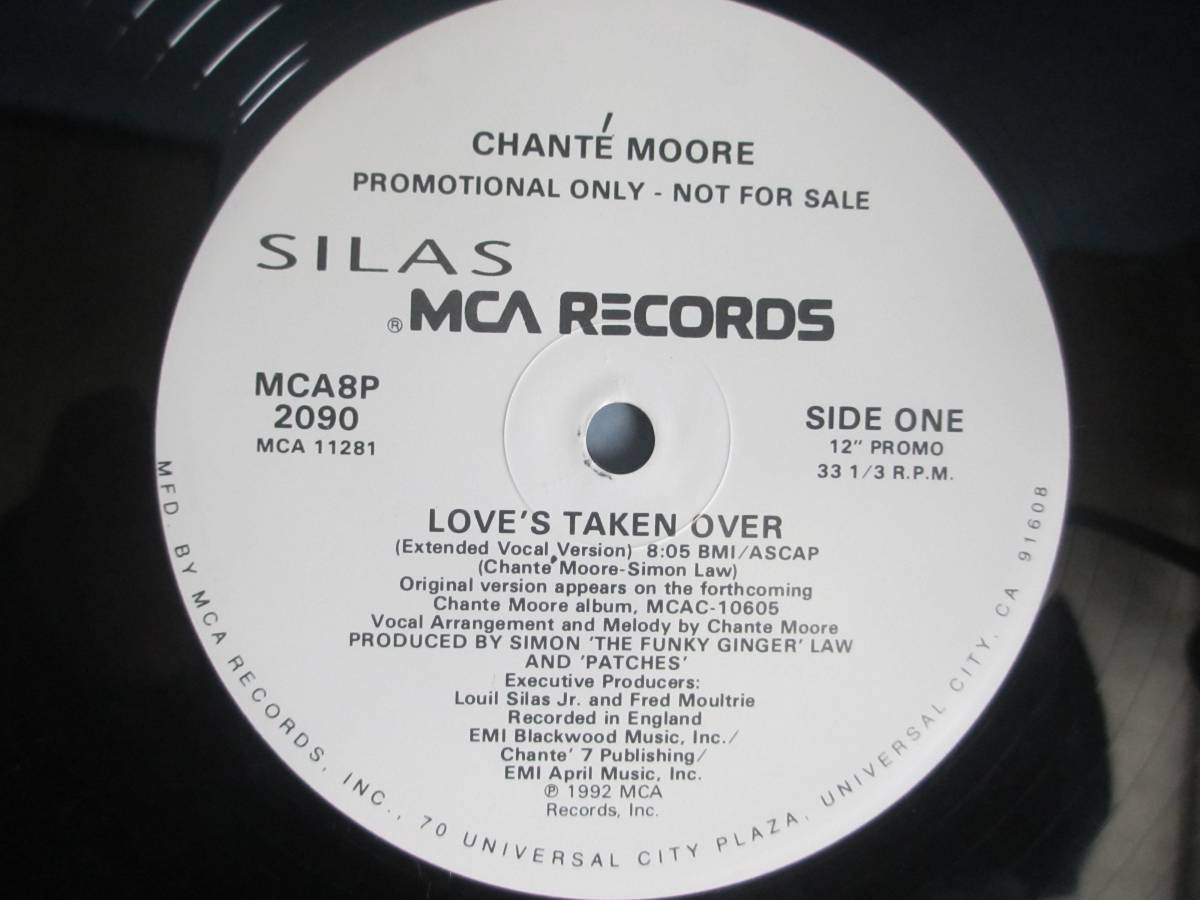 CHANTÉ MOORE
PROMOTIONAL ONLY - NOT FOR SALE
SILAS
® MCA RECORDS
MCA8P
2090
MCA 11281
SIDE ONE
12" PROMO
33 1/3 R.P.M.
LOVE'S TAKEN OVER
(Extended Vocal Version) 8:05 BMI/ASCAP
(Chante' Moore-Simon Law)
Original version appears on the forthcoming
Chante Moore album, MCAC-10605
Vocal Arrangement and Melody by Chante Moore
PRODUCED BY SIMON 'THE FUNKY GINGER' LAW
AND 'PATCHES'
Executive Producers:
Louil Silas Jr. and Fred Moultrie
Recorded in England
EMI Blackwood Music, Inc./
Chante' 7 Publishing/
EMI April Music, Inc.
℗ 1992 MCA
Records, Inc.
MFD. BY MCA RECORDS, INC., 70 UNIVERSAL CITY PLAZA, UNIVERSAL CITY, CA 91608